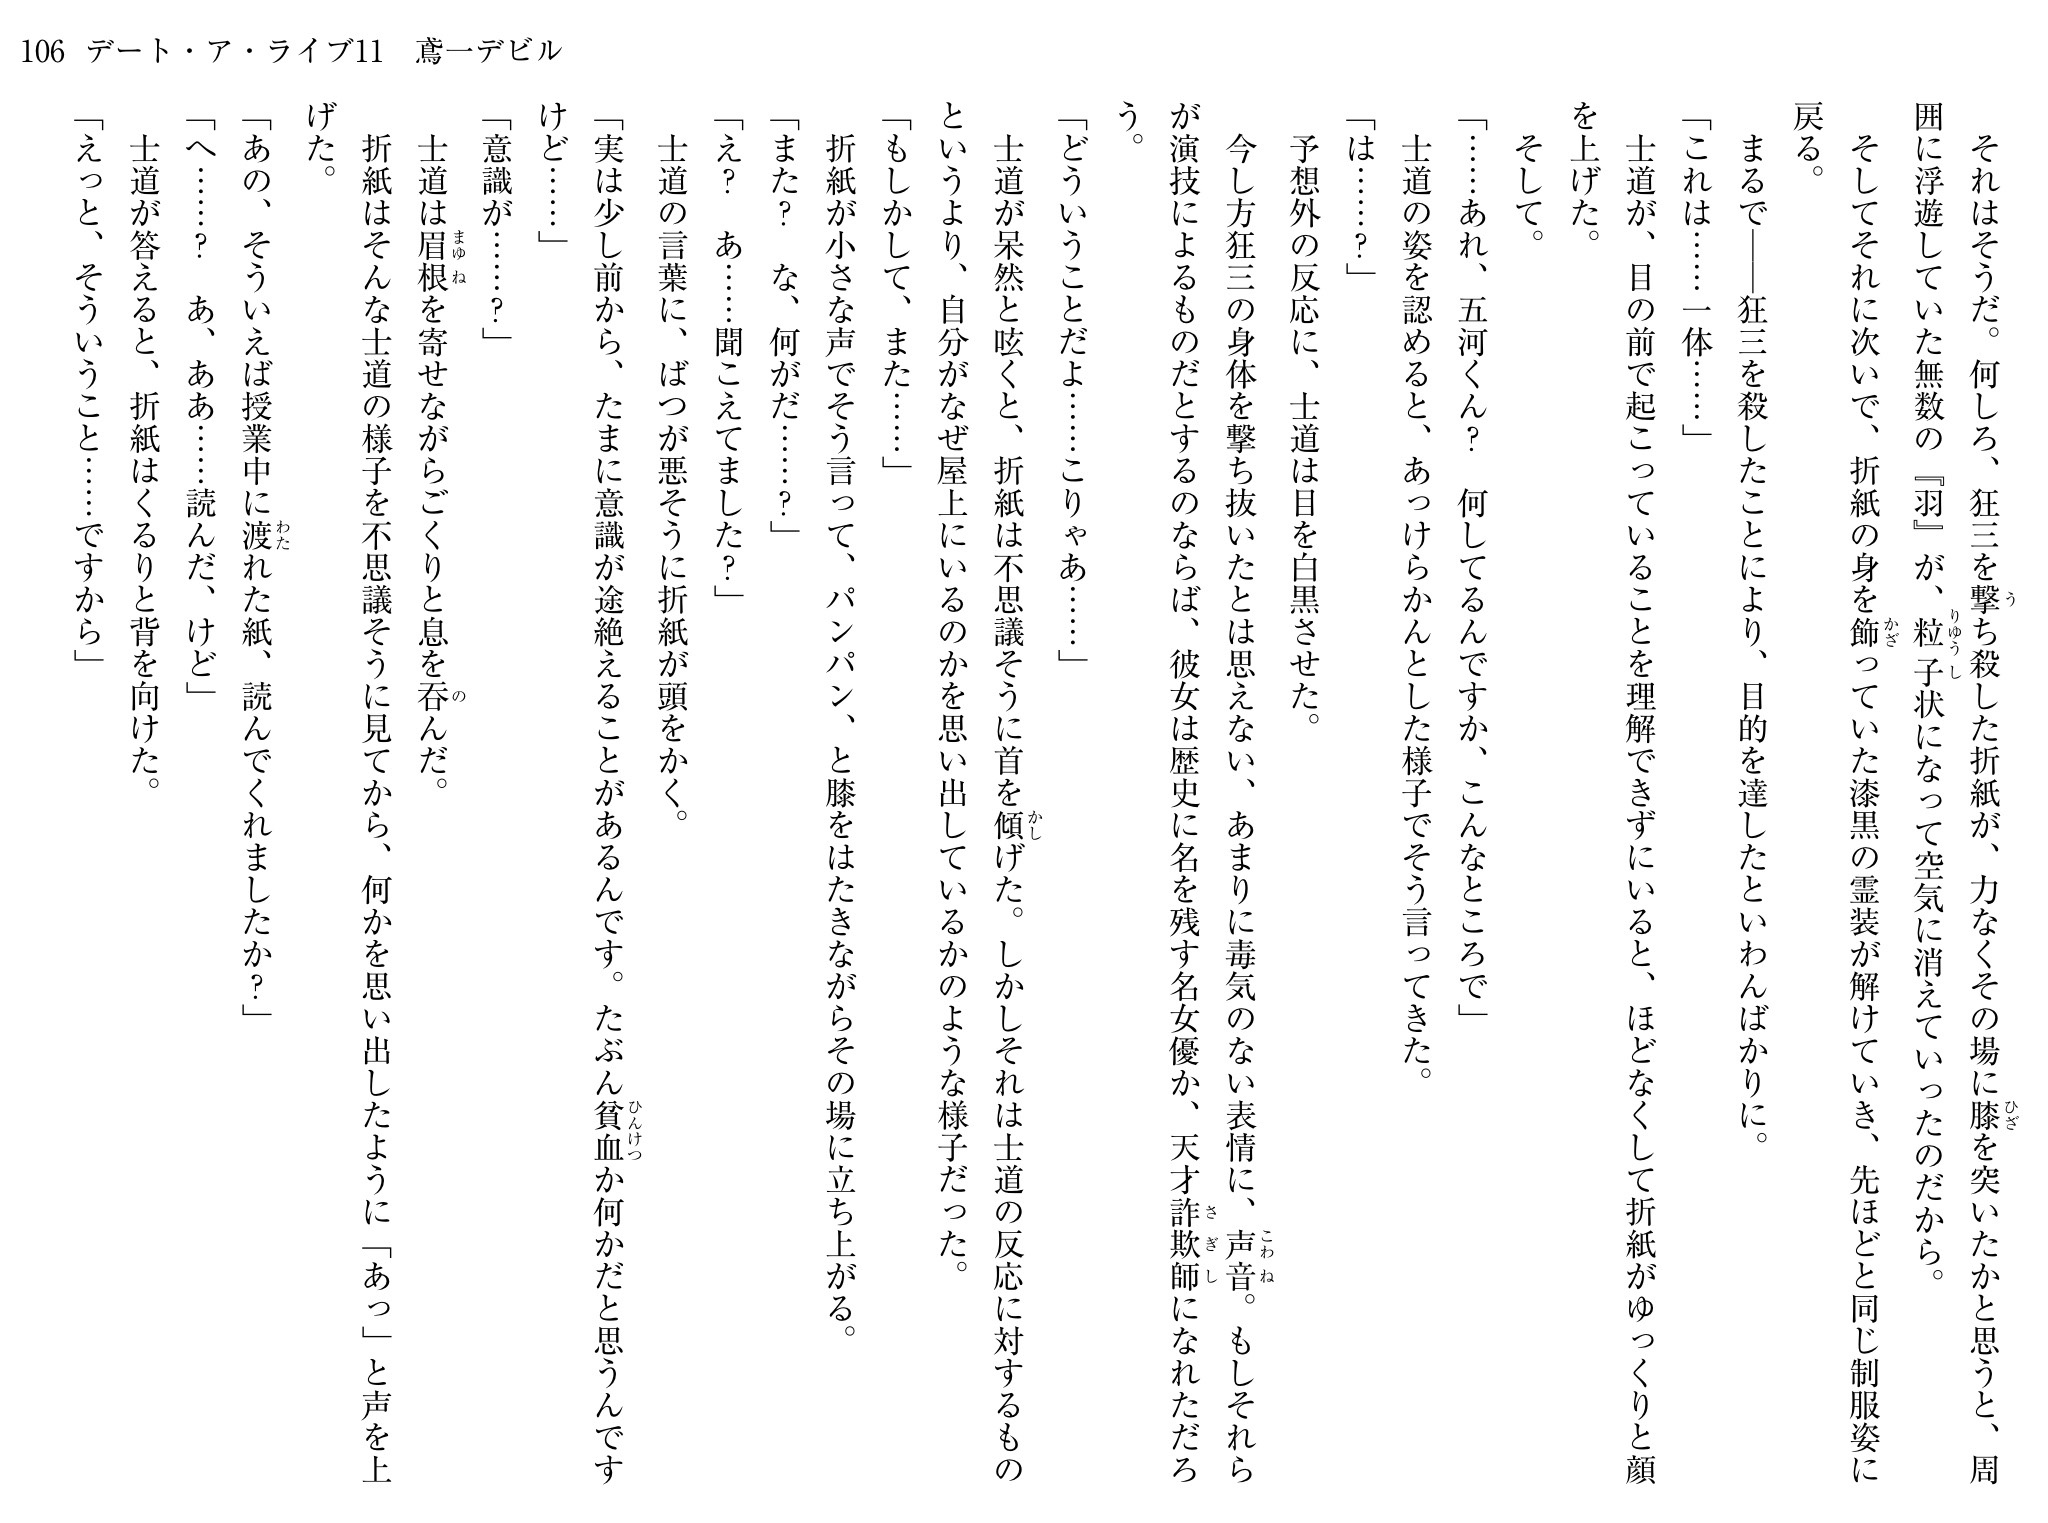 106 デート・ア・ライブ11 鳶一デビル
　それはそうだ。何しろ、狂三を撃ち殺した折紙が、力なくその場に膝を突いたかと思うと、周
囲に浮遊していた無数の『羽』が、粒子状になって空気に消えていったのだから。
　そしてそれに次いで、折紙の身を飾っていた漆黒の霊装が解けていき、先ほどと同じ制服姿に
戻る。
　まるで――狂三を殺したことにより、目的を達したといわんばかりに。
「これは……一体……」
　士道が、目の前で起こっていることを理解できずにいると、ほどなくして折紙がゆっくりと顔
を上げた。
　そして。
「……あれ、五河くん?　何してるんですか、こんなところで」
　士道の姿を認めると、あっけらかんとした様子でそう言ってきた。
「は……?」
　予想外の反応に、士道は目を白黒させた。
　今し方狂三の身体を撃ち抜いたとは思えない、あまりに毒気のない表情に、声音。もしそれら
が演技によるものだとするのならば、彼女は歴史に名を残す名女優か、天才詐欺師になれただろ
う。
「どういうことだよ……こりゃあ……」
　士道が呆然と呟くと、折紙は不思議そうに首を傾げた。しかしそれは士道の反応に対するもの
というより、自分がなぜ屋上にいるのかを思い出しているかのような様子だった。
「もしかして、また……」
　折紙が小さな声でそう言って、パンパン、と膝をはたきながらその場に立ち上がる。
「また?　な、何がだ……?」
「え?　あ……聞こえてました?」
　士道の言葉に、ばつが悪そうに折紙が頭をかく。
「実は少し前から、たまに意識が途絶えることがあるんです。たぶん貧血か何かだと思うんです
けど……」
「意識が……?」
　士道は眉根を寄せながらごくりと息を呑んだ。
　折紙はそんな士道の様子を不思議そうに見てから、何かを思い出したように「あっ」と声を上
げた。
「あの、そういえば授業中に渡れた紙、読んでくれましたか?」
「へ……?　あ、ああ……読んだ、けど」
　士道が答えると、折紙はくるりと背を向けた。
「えっと、そういうこと……ですから」